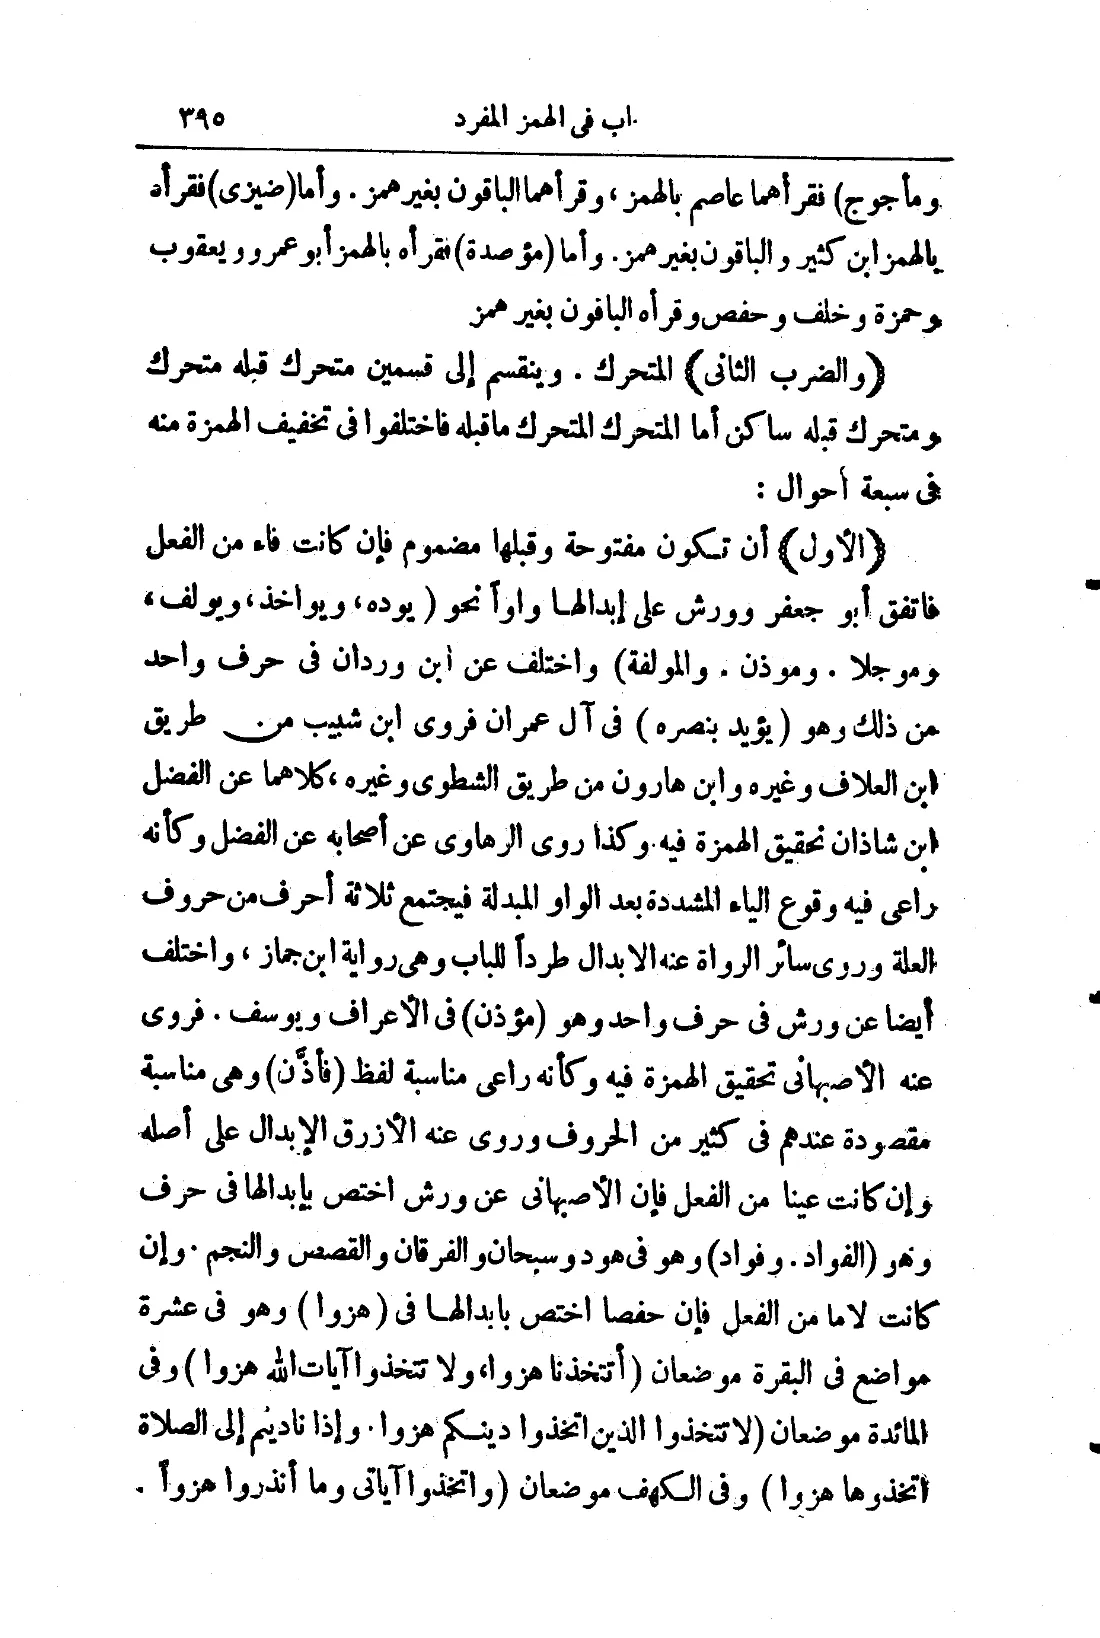 باب فى الهمز المفرد ٣٩٥
ومأجوج) فقرأهما عاصم بالهمز، وقرأهما الباقون بغير همز. وأما (ضيزى) فقرأه
بالهمز ابن كثير والباقون بغير همز. وأما (مؤصدة) فقرأه بالهمز أبو عمرو ويعقوب
وحمزة وخلف وحفص وقرأه الباقون بغير همز
(والضرب الثانى) المتحرك. وينقسم إلى قسمين متحرك قبله متحرك
ومتحرك قبله ساكن أما المتحرك المتحرك ماقبله فاختلفوا فى تخفيف الهمزة منه
فى سبعة أحوال :
(الأول) أن تكون مفتوحة وقبلها مضموم فإن كانت فاء من الفعل
فاتفق أبو جعفر وورش على إبدالها واواً نحو (يوده، ويواخذ، ويولف،
وموجلا. وموذن. والمولفة) واختلف عن ابن وردان فى حرف واحد
من ذلك وهو (يؤيد بنصره) فى آل عمران فروى ابن شبيب من طريق
ابن العلاف وغيره وابن هارون من طريق الشطوى وغيره، كلاهما عن الفضل
ابن شاذان تحقيق الهمزة فيه. وكذا روى الرهاوى عن أصحابه عن الفضل وكأنه
راعى فيه وقوع الياء المشددة بعد الواو المبدلة فيجتمع ثلاثة أحرف من حروف
العلة وروى سائر الرواة عنه الابدال طرداً للباب وهى رواية ابن جماز، واختلف
أيضا عن ورش فى حرف واحد وهو (مؤذن) فى الأعراف ويوسف. فروى
عنه الأصبهانى تحقيق الهمزة فيه وكأنه راعى مناسبة لفظ (فأذَّن) وهى مناسبة
مقصودة عندهم فى كثير من الحروف وروى عنه الأزرق الإبدال على أصله
وإن كانت عينا من الفعل فإن الأصبهانى عن ورش اختص بإبدالها فى حرف
وهو (الفواد. وفواد) وهو فى هود وسبحان والفرقان والقصص والنجم. وإن
كانت لاما من الفعل فإن حفصا اختص بابدالها فى (هزوا) وهو فى عشرة
مواضع فى البقرة موضعان (أتتخذنا هزوا، ولا تتخذوا آيات الله هزوا) وفى
المائدة موضعان (لا تتخذوا الذين اتخذوا دينكم هزوا. وإذا ناديتم إلى الصلاة
اتخذوها هزوا) وفى الكهف موضعان (واتخذوا آياتى وما أنذروا هزواً.